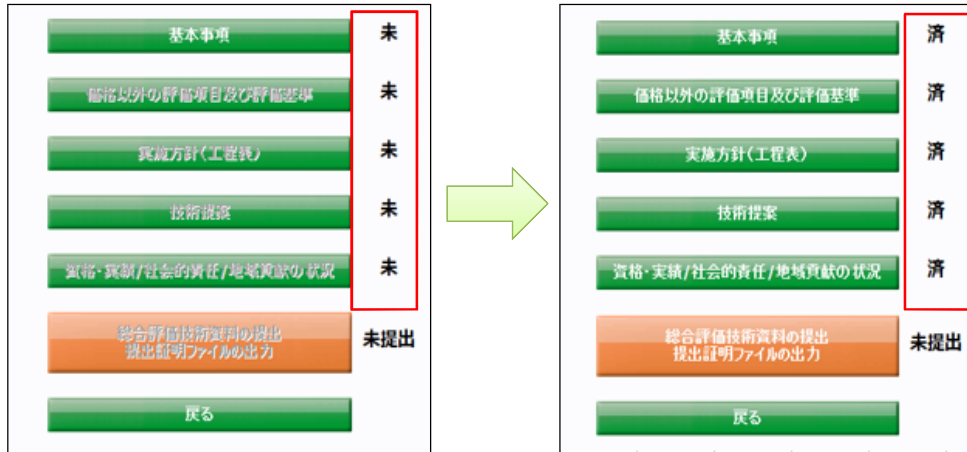 基本事項 未
価格以外の評価項目及び評価基準 未
実施方針(工程表) 未
技術提案 未
資格・実績/社会的責任/地域貢献の状況 未
総合評価技術資料の提出
提出証明ファイルの出力 未提出
戻る
基本事項 済
価格以外の評価項目及び評価基準 済
実施方針(工程表) 済
技術提案 済
資格・実績/社会的責任/地域貢献の状況 済
総合評価技術資料の提出
提出証明ファイルの出力 未提出
戻る